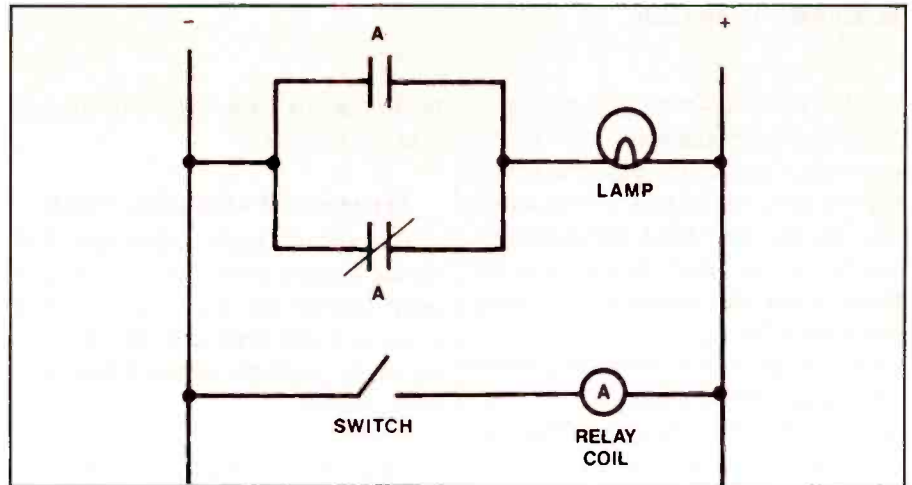 - +
A
LAMP
A
A
SWITCH
RELAY
COIL